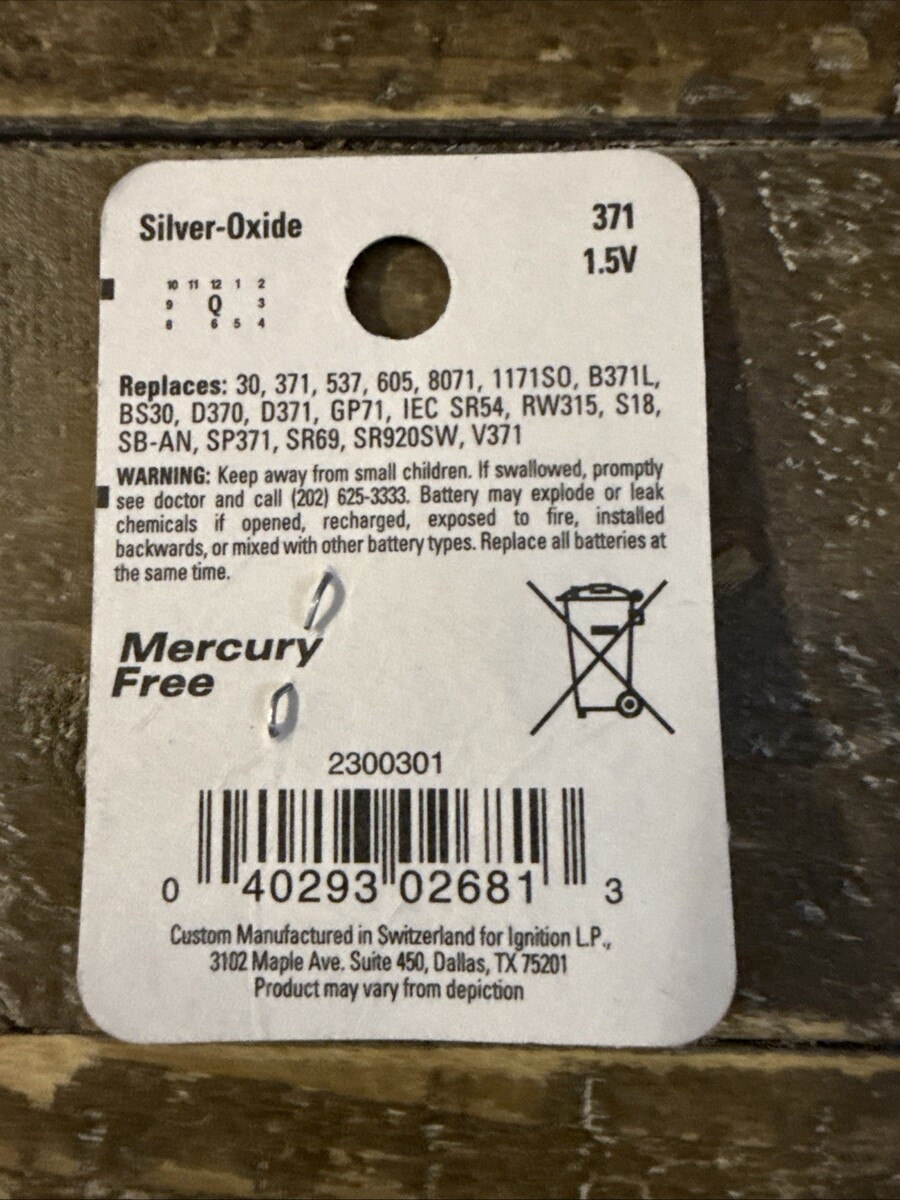 Silver-Oxide
371
1.5V
10 11 12 1 2
9 Q 3
8 6 5 4
Replaces: 30, 371, 537, 605, 8071, 1171SO, B371L,
BS30, D370, D371, GP71, IEC SR54, RW315, S18,
SB-AN, SP371, SR69, SR920SW, V371
WARNING: Keep away from small children. If swallowed, promptly
see doctor and call (202) 625-3333. Battery may explode or leak
chemicals if opened, recharged, exposed to fire, installed
backwards, or mixed with other battery types. Replace all batteries at
the same time.
Mercury
Free
2300301
0 40293 02681 3
Custom Manufactured in Switzerland for Ignition L.P.,
3102 Maple Ave. Suite 450, Dallas, TX 75201
Product may vary from depiction